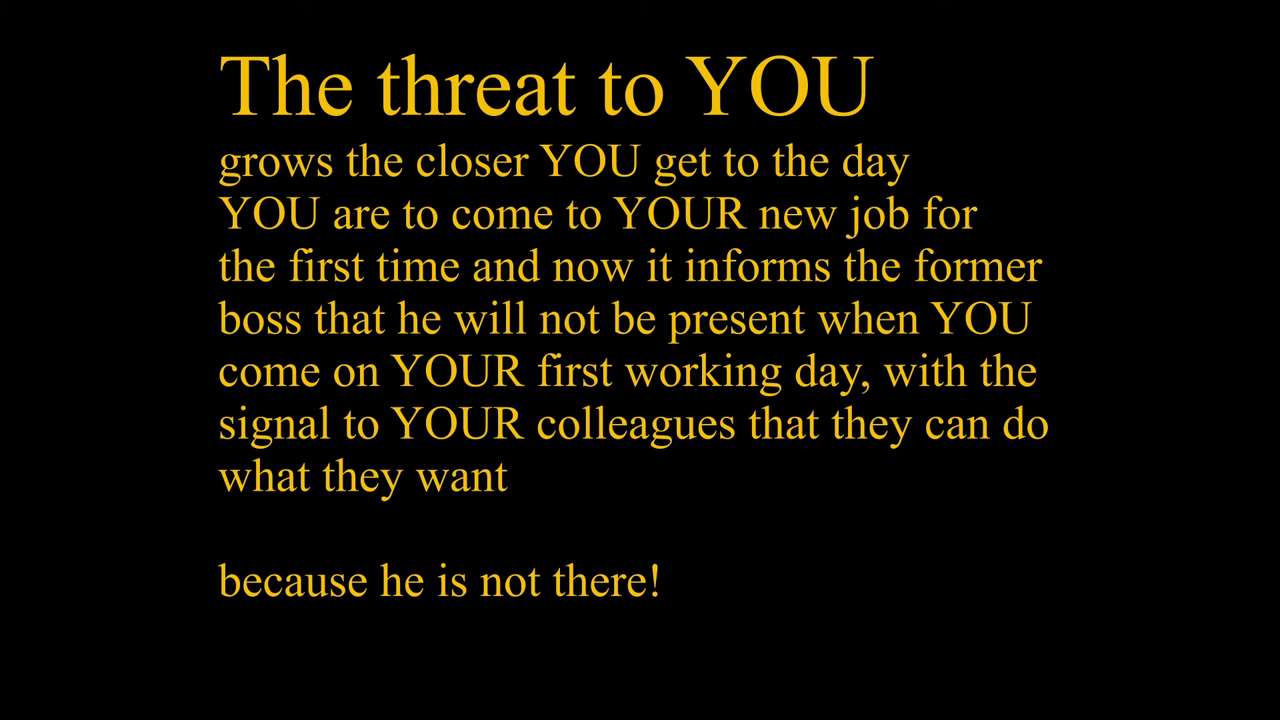 The threat to YOU
grows the closer YOU get to the day
YOU are to come to YOUR new job for
the first time and now it informs the former
boss that he will not be present when YOU
come on YOUR first working day, with the
signal to YOUR colleagues that they can do
what they want
because he is not there!